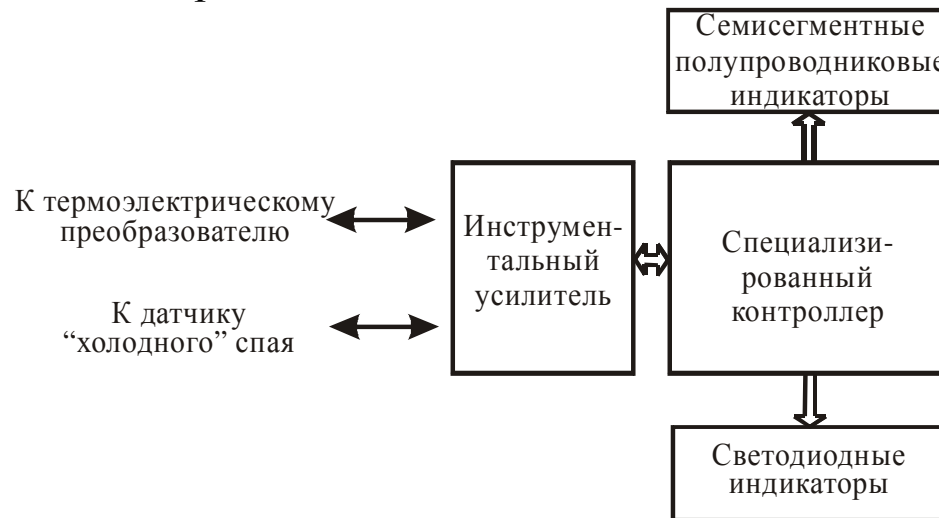 Семисегментные
полупроводниковые
индикаторы
К термоэлектрическому
преобразователю
Инструмен-
тальный
усилитель
Специализи-
рованный
контроллер
К датчику
“холодного” спая
Светодиодные
индикаторы